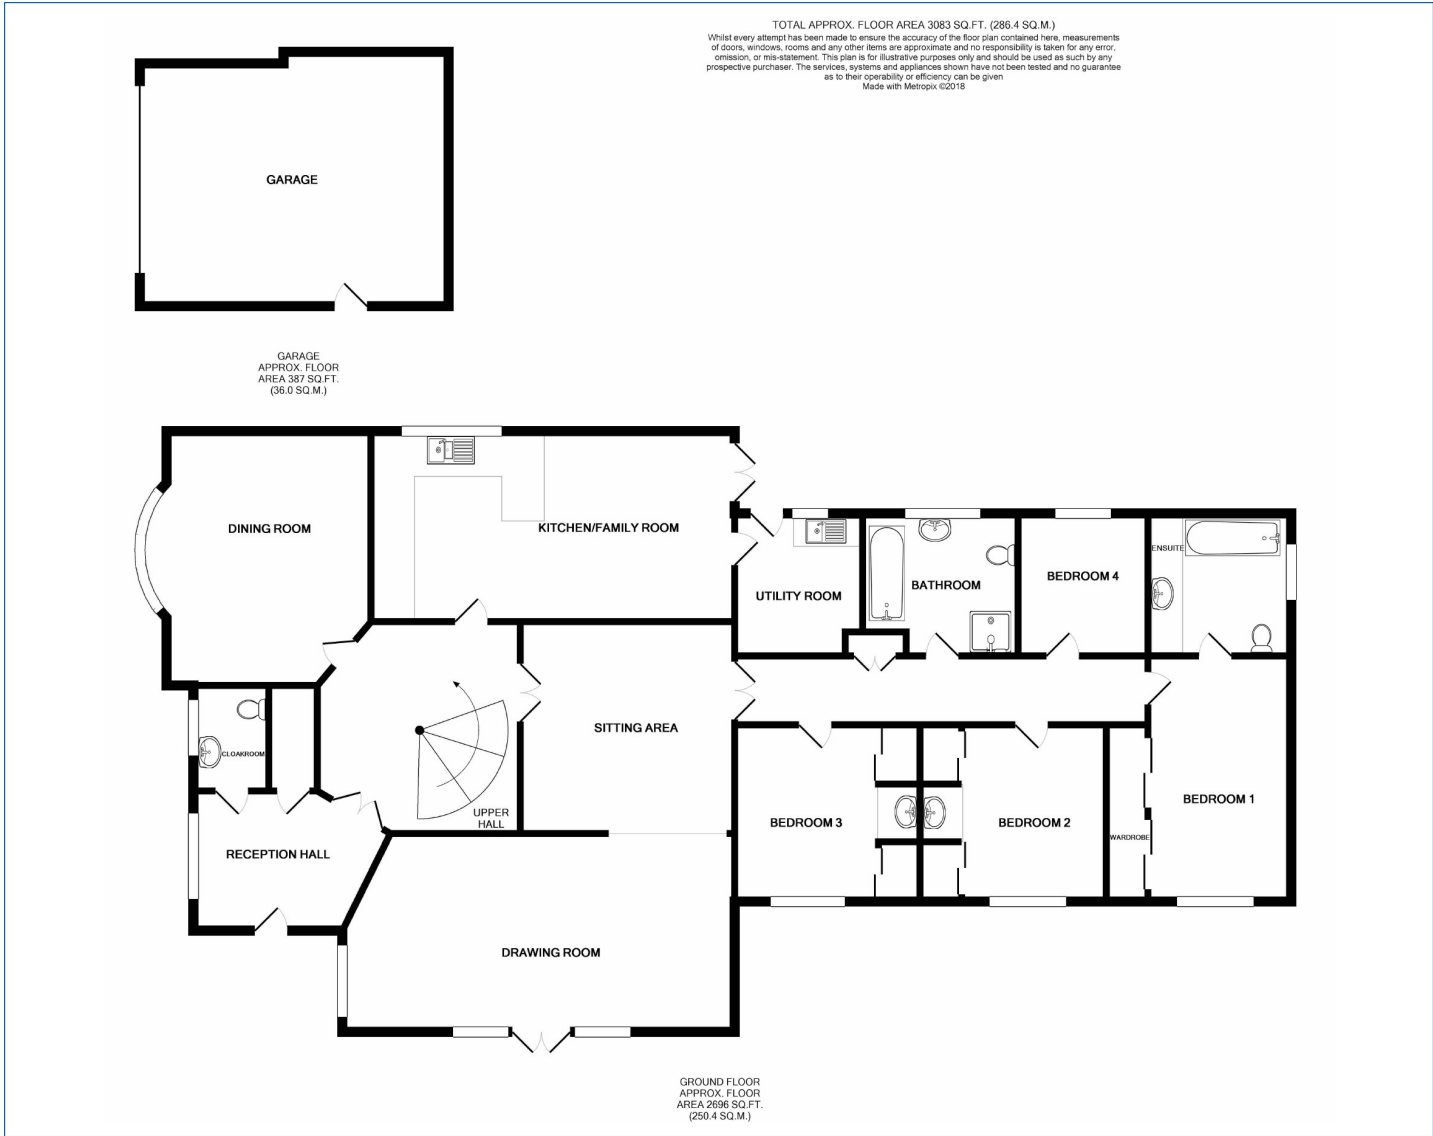 TOTAL APPROX. FLOOR AREA 3083 SQ.FT. (286.4 SQ.M.)
Whilst every attempt has been made to ensure the accuracy of the floor plan contained here, measurements
of doors, windows, rooms and any other items are approximate and no responsibility is taken for any error,
omission, or mis-statement. This plan is for illustrative purposes only and should be used as such by any
prospective purchaser. The services, systems and appliances shown have not been tested and no guarantee
as to their operability or efficiency can be given
Made with Metropix ©2018
GARAGE
GARAGE
APPROX. FLOOR
AREA 387 SQ.FT.
(36.0 SQ.M.)
DINING ROOM
KITCHEN/FAMILY ROOM
UTILITY ROOM
BATHROOM
BEDROOM 4
ENSUITE
CLOAKROOM
SITTING AREA
UPPER
HALL
RECEPTION HALL
BEDROOM 3
BEDROOM 2
WARDROBE
BEDROOM 1
DRAWING ROOM
GROUND FLOOR
APPROX. FLOOR
AREA 2696 SQ.FT.
(250.4 SQ.M.)